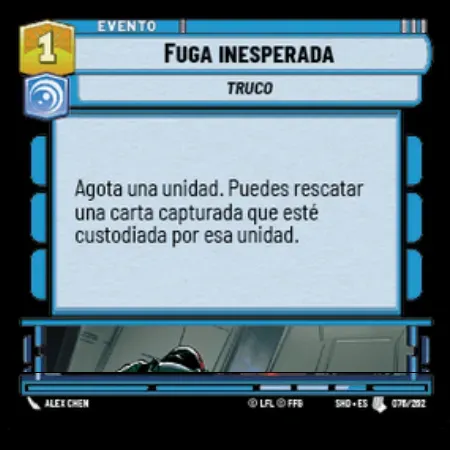 EVENTO
1
FUGA INESPERADA
TRUCO
Agota una unidad. Puedes rescatar
una carta capturada que esté
custodiada por esa unidad.
ALEX CHEN
© LFL © FFG
SHD • ES
076/262